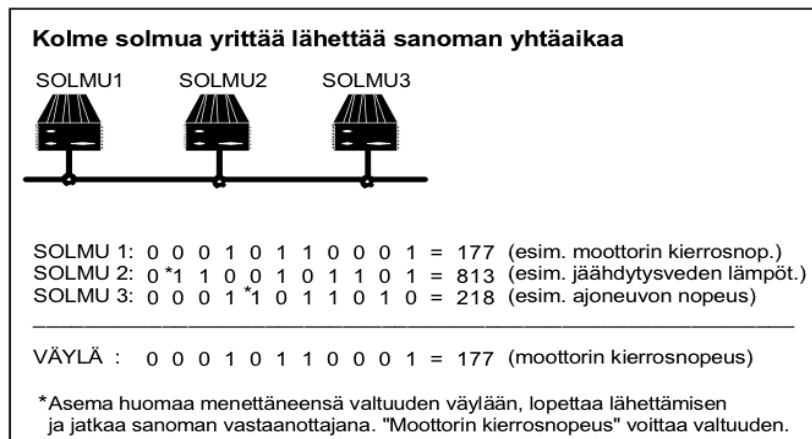 Kolme solmua yrittää lähettää sanoman yhtäaikaa
SOLMU1 SOLMU2 SOLMU3
SOLMU 1: 0 0 0 1 0 1 1 0 0 0 1 = 177 (esim. moottorin kierrosnop.)
SOLMU 2: 0 *1 1 0 0 1 0 1 1 0 1 = 813 (esim. jäähdytysveden lämpöt.)
SOLMU 3: 0 0 0 1 *1 0 1 1 0 1 0 = 218 (esim. ajoneuvon nopeus)
VÄYLÄ : 0 0 0 1 0 1 1 0 0 0 1 = 177 (moottorin kierrosnopeus)
*Asema huomaa menettäneensä valtuuden väylään, lopettaa lähettämisen
ja jatkaa sanoman vastaanottajana. "Moottorin kierrosnopeus" voittaa valtuuden.